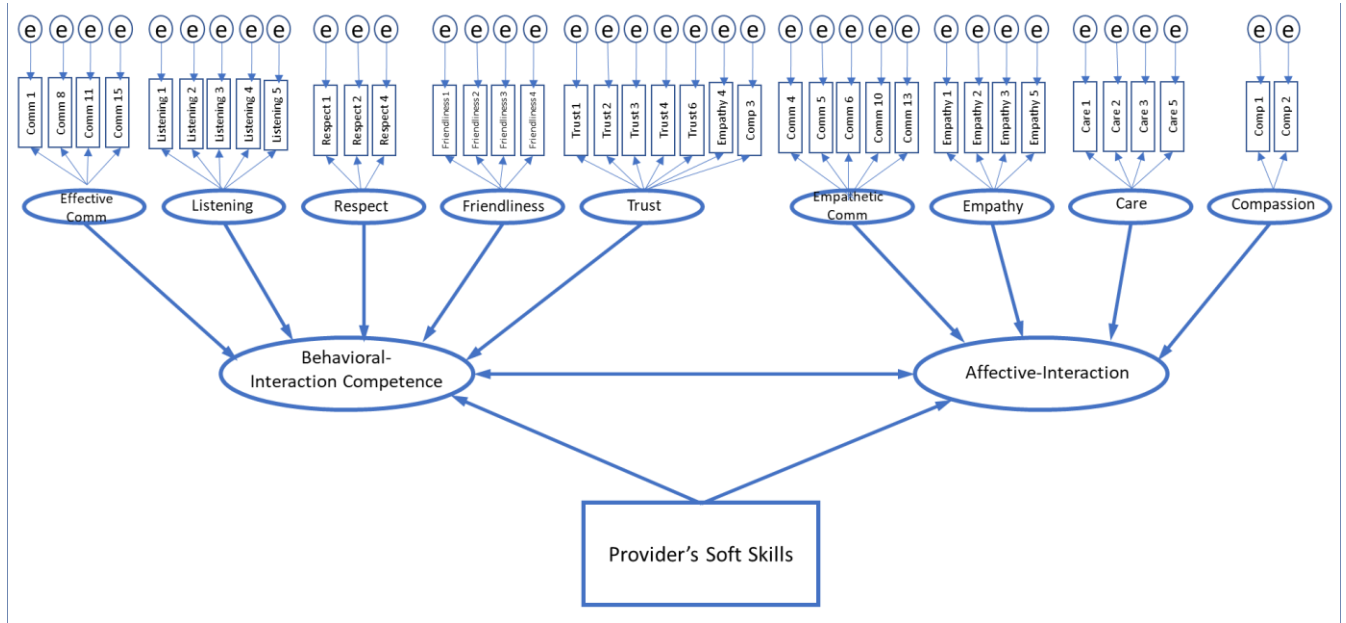 e e e e e e e e e e e e e e e e e e e e e e e e e e e e e e e e e e e e e e
Comm 1
Comm 8
Comm 11
Comm 15
Listening 1
Listening 2
Listening 3
Listening 4
Listening 5
Respect 1
Respect 2
Respect 4
Friendliness 1
Friendliness 2
Friendliness 3
Friendliness 4
Trust 1
Trust 2
Trust 3
Trust 4
Trust 6
Empathy 4
Comp 3
Comm 4
Comm 5
Comm 6
Comm 10
Comm 13
Empathy 1
Empathy 2
Empathy 3
Empathy 5
Care 1
Care 2
Care 3
Care 5
Comp 1
Comp 2
Effective
Comm
Listening
Respect
Friendliness
Trust
Empathetic
Comm
Empathy
Care
Compassion
Behavioral-
Interaction Competence
Affective-Interaction
Provider's Soft Skills